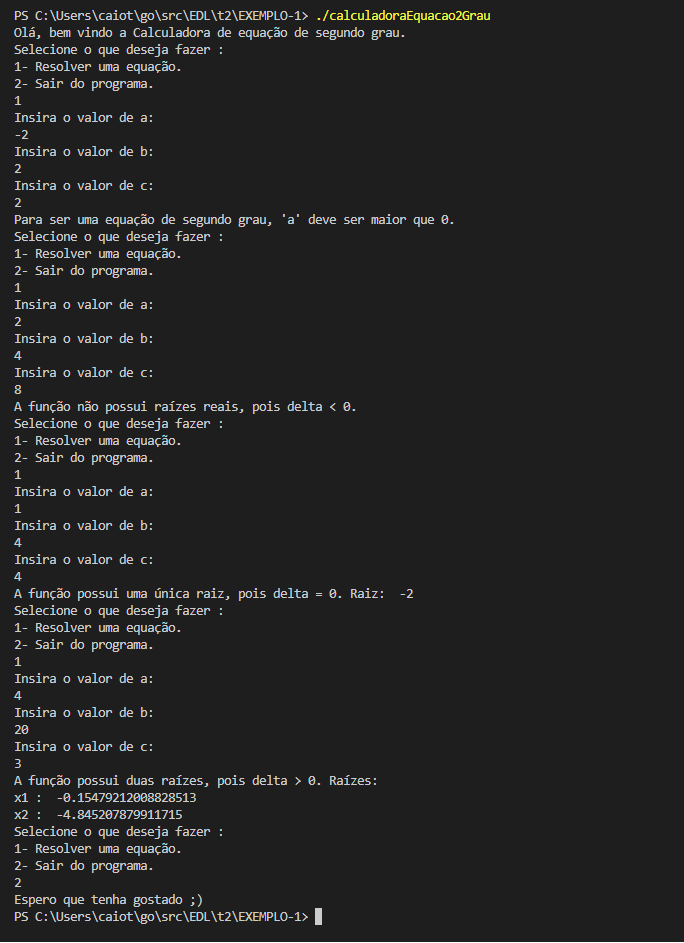 PS C:\Users\caiot\go\src\EDL\t2\EXEMPLO-1> ./calculadoraEquacao2Grau
Olá, bem vindo a Calculadora de equação de segundo grau.
Selecione o que deseja fazer :
1- Resolver uma equação.
2- Sair do programa.
1
Insira o valor de a:
-2
Insira o valor de b:
2
Insira o valor de c:
2
Para ser uma equação de segundo grau, 'a' deve ser maior que 0.
Selecione o que deseja fazer :
1- Resolver uma equação.
2- Sair do programa.
1
Insira o valor de a:
2
Insira o valor de b:
4
Insira o valor de c:
8
A função não possui raízes reais, pois delta < 0.
Selecione o que deseja fazer :
1- Resolver uma equação.
2- Sair do programa.
1
Insira o valor de a:
1
Insira o valor de b:
4
Insira o valor de c:
4
A função possui uma única raiz, pois delta = 0. Raiz:  -2
Selecione o que deseja fazer :
1- Resolver uma equação.
2- Sair do programa.
1
Insira o valor de a:
4
Insira o valor de b:
20
Insira o valor de c:
3
A função possui duas raízes, pois delta > 0. Raízes:
x1 :  -0.15479212008828513
x2 :  -4.845207879911715
Selecione o que deseja fazer :
1- Resolver uma equação.
2- Sair do programa.
2
Espero que tenha gostado ;)
PS C:\Users\caiot\go\src\EDL\t2\EXEMPLO-1>